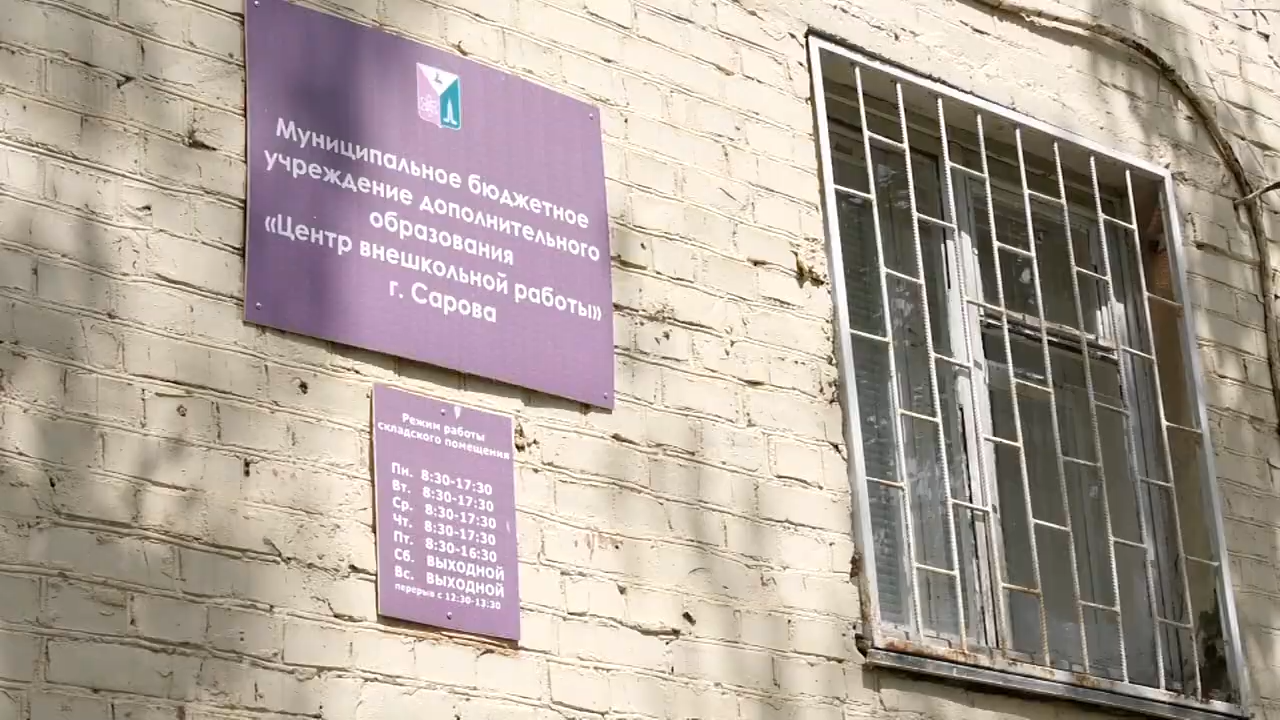 Муниципальное бюджетное
учреждение дополнительного
образования
«Центр внешкольной работы»
г. Сарова
Режим работы
складского помещения
Пн. 8:30-17:30
Вт. 8:30-17:30
Ср. 8:30-17:30
Чт. 8:30-17:30
Пт. 8:30-16:30
Сб. ВЫХОДНОЙ
Вс. ВЫХОДНОЙ
перерыв с 12:30-13:30